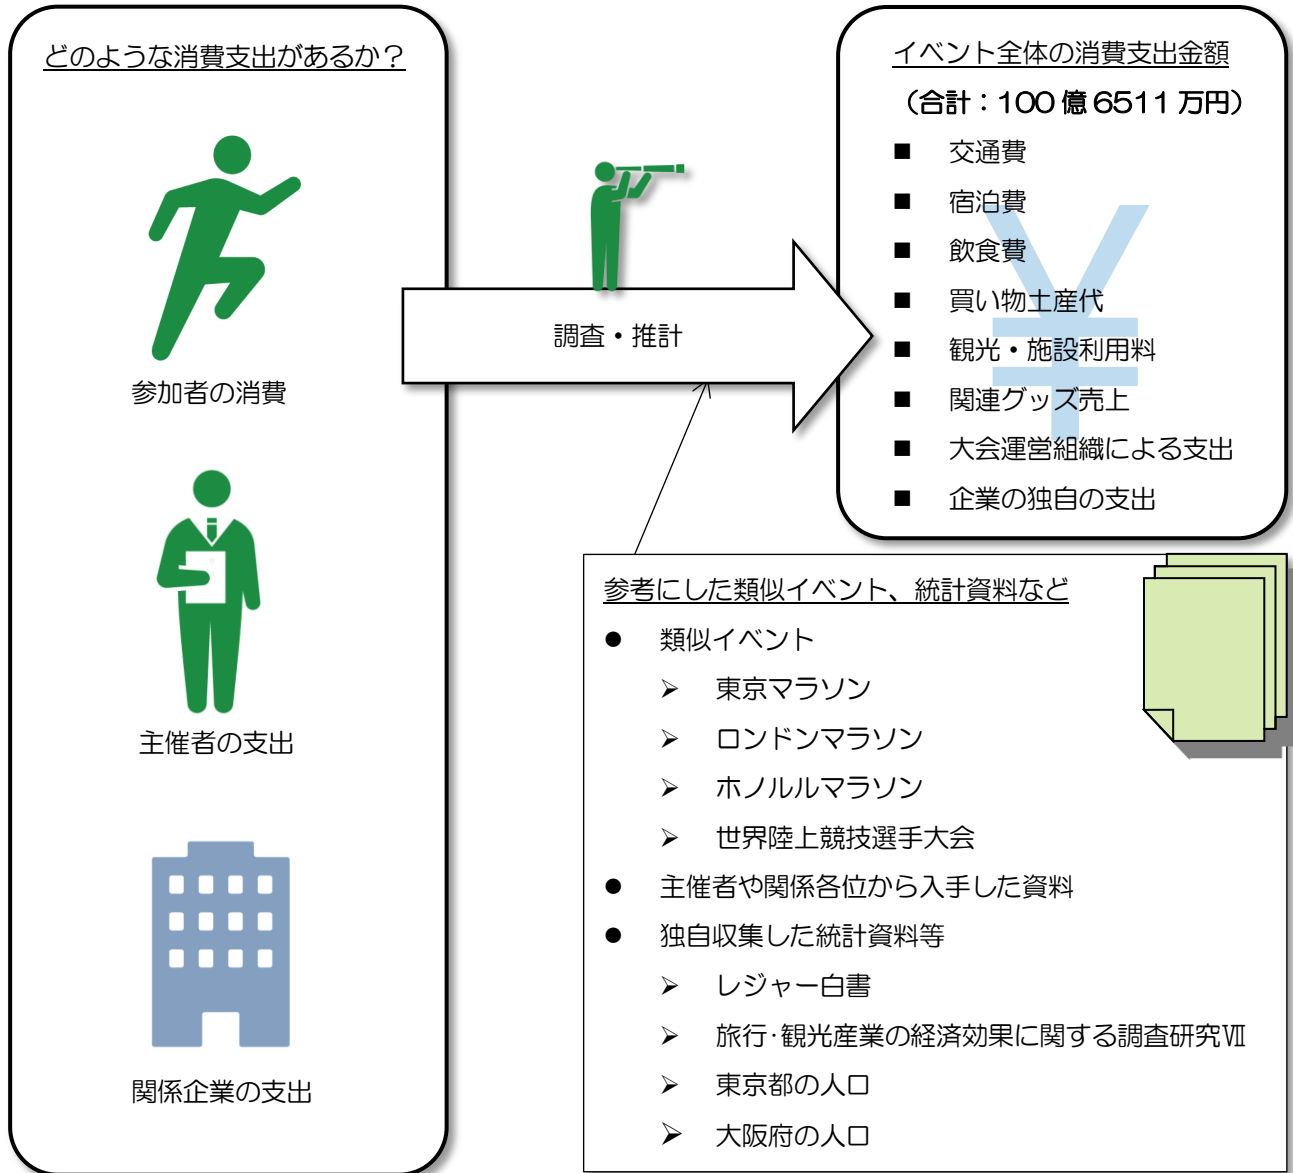 どのような消費支出があるか？
参加者の消費
主催者の支出
関係企業の支出
調査・推計
イベント全体の消費支出金額
（合計：100 億 6511 万円）
■ 交通費
■ 宿泊費
■ 飲食費
■ 買い物土産代
■ 観光・施設利用料
■ 関連グッズ売上
■ 大会運営組織による支出
■ 企業の独自の支出
¥
参考にした類似イベント、統計資料など
● 類似イベント
➢ 東京マラソン
➢ ロンドンマラソン
➢ ホノルルマラソン
➢ 世界陸上競技選手大会
● 主催者や関係各位から入手した資料
● 独自収集した統計資料等
➢ レジャー白書
➢ 旅行･観光産業の経済効果に関する調査研究Ⅶ
➢ 東京都の人口
➢ 大阪府の人口